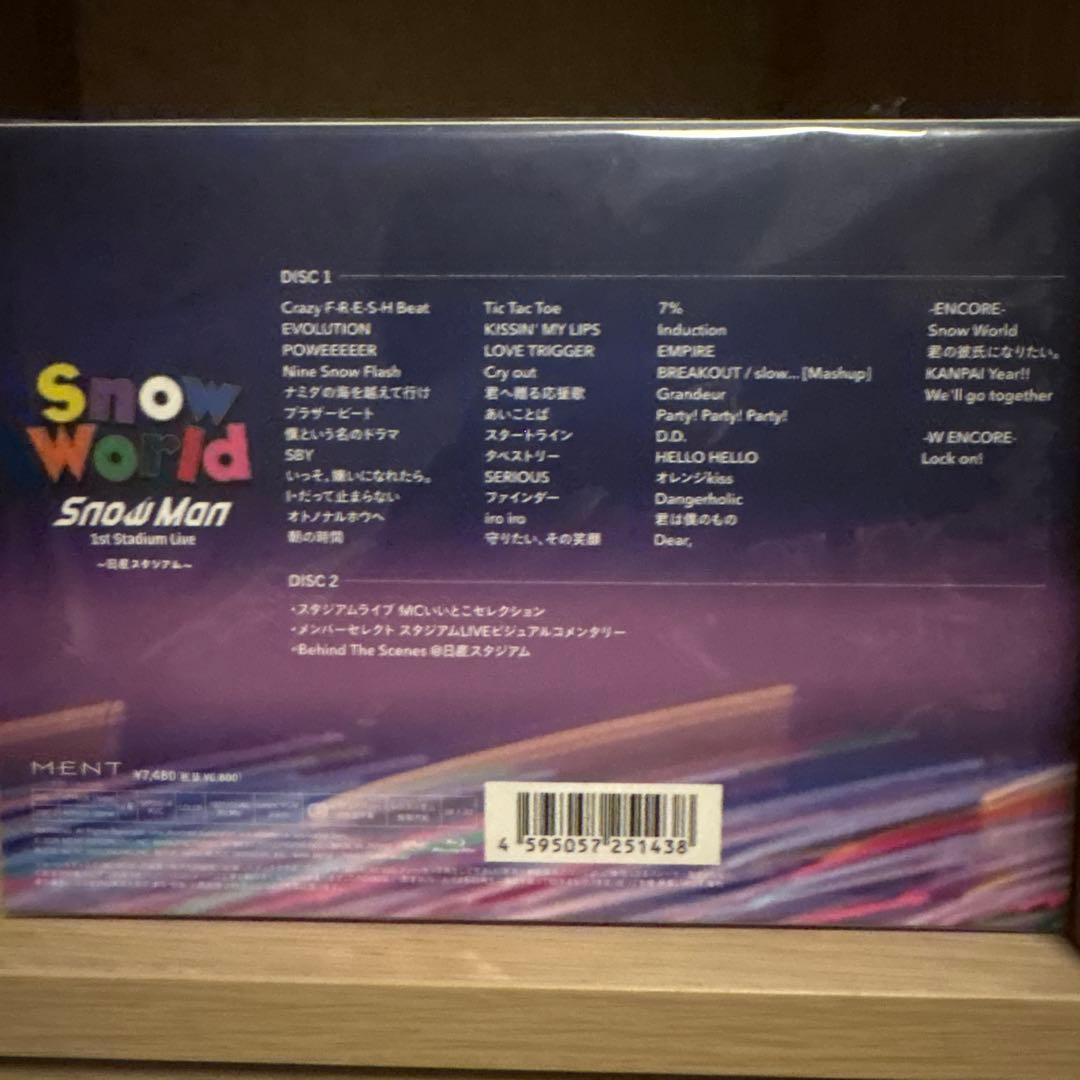 Snow
World
Snow Man
1st Stadium Live
~日産スタジアム~
DISC 1
Crazy F-R-E-S-H Beat
EVOLUTION
POWEEEEER
Nine Snow Flash
ナミダの海を越えて行け
ブラザービート
僕という名のドラマ
SBY
いっそ、嫌いになれたら。
トだって止まらない
オトノナルホウヘ
朝の時間
Tic Tac Toe
KISSIN' MY LIPS
LOVE TRIGGER
Cry out
君へ贈る応援歌
あいことば
スタートライン
タペストリー
SERIOUS
ファインダー
iro iro
守りたい、その笑顔
7%
Induction
EMPIRE
BREAKOUT / slow... [Mashup]
Grandeur
Party! Party! Party!
D.D.
HELLO HELLO
オレンジkiss
Dangerholic
君は僕のもの
Dear,
-ENCORE-
Snow World
君の彼氏になりたい。
KANPAI Year!!
We'll go together
-W ENCORE-
Lock on!
DISC 2
・スタジアムライブ MCいいとこセレクション
・メンバーセレクト スタジアムLIVEビジュアルコメンタリー
・Behind The Scenes @日産スタジアム
MENT
¥7,480
4 595057 251438